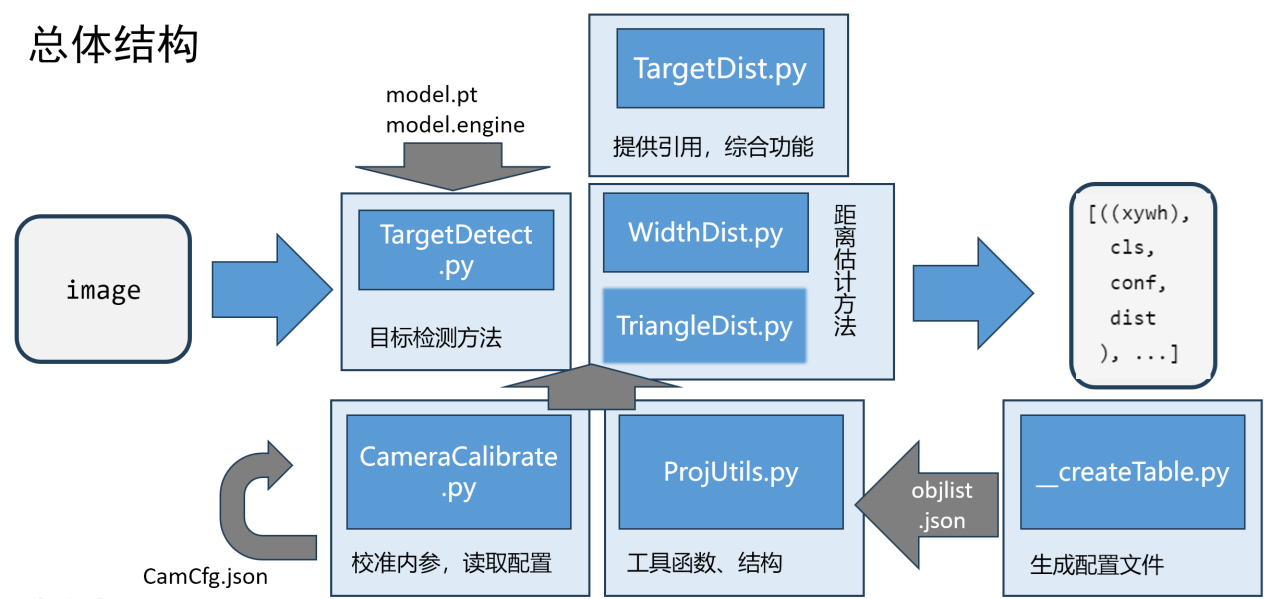 总体结构
TargetDist.py
提供引用，综合功能
model.pt
model.engine
TargetDetect
.py
目标检测方法
WidthDist.py
TriangleDist.py
距离估计方法
image
[((xywh),
cls,
conf,
dist
), ...]
CameraCalibrate
.py
校准内参，读取配置
CamCfg.json
ProjUtils.py
工具函数、结构
objlist
.json
__createTable.py
生成配置文件